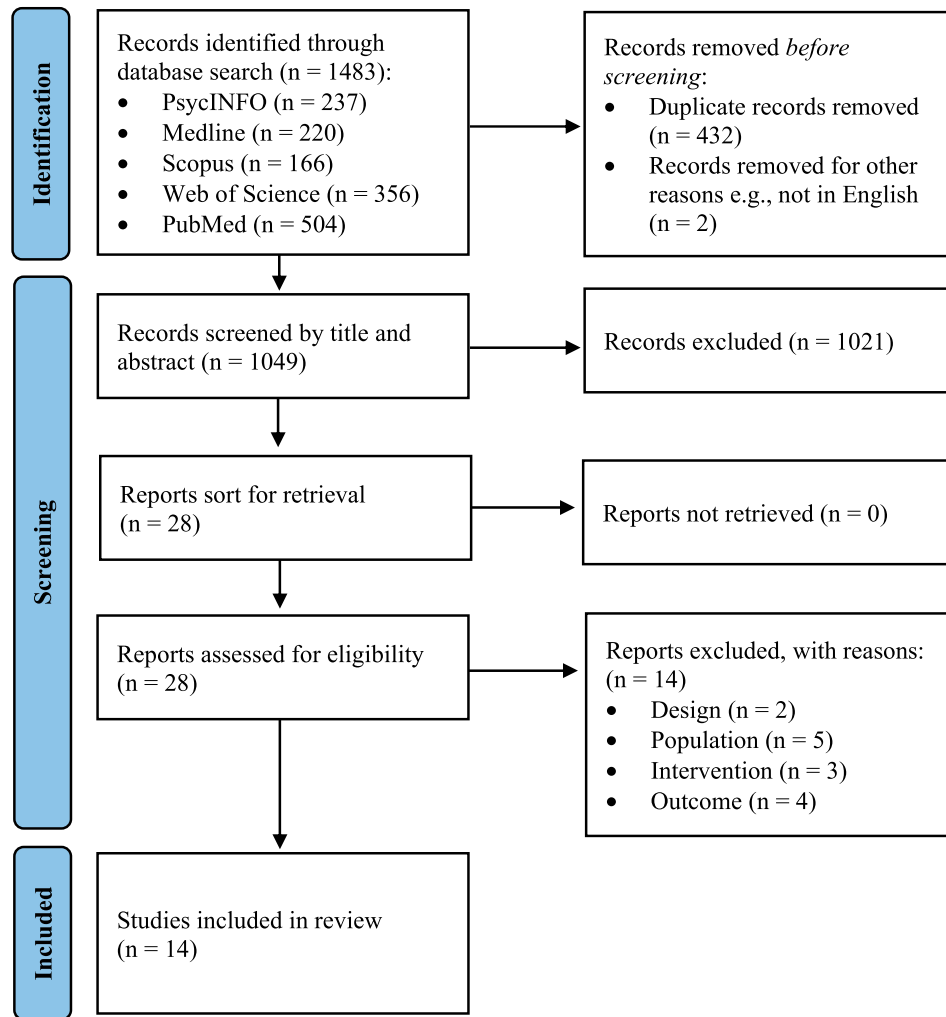 Identification
Records identified through
database search (n = 1483):
• PsycINFO (n = 237)
• Medline (n = 220)
• Scopus (n = 166)
• Web of Science (n = 356)
• PubMed (n = 504)
Records removed before
screening:
• Duplicate records removed
(n = 432)
• Records removed for other
reasons e.g., not in English
(n = 2)
Screening
Records screened by title and
abstract (n = 1049)
Records excluded (n = 1021)
Reports sort for retrieval
(n = 28)
Reports not retrieved (n = 0)
Reports assessed for eligibility
(n = 28)
Reports excluded, with reasons:
(n = 14)
• Design (n = 2)
• Population (n = 5)
• Intervention (n = 3)
• Outcome (n = 4)
Included
Studies included in review
(n = 14)